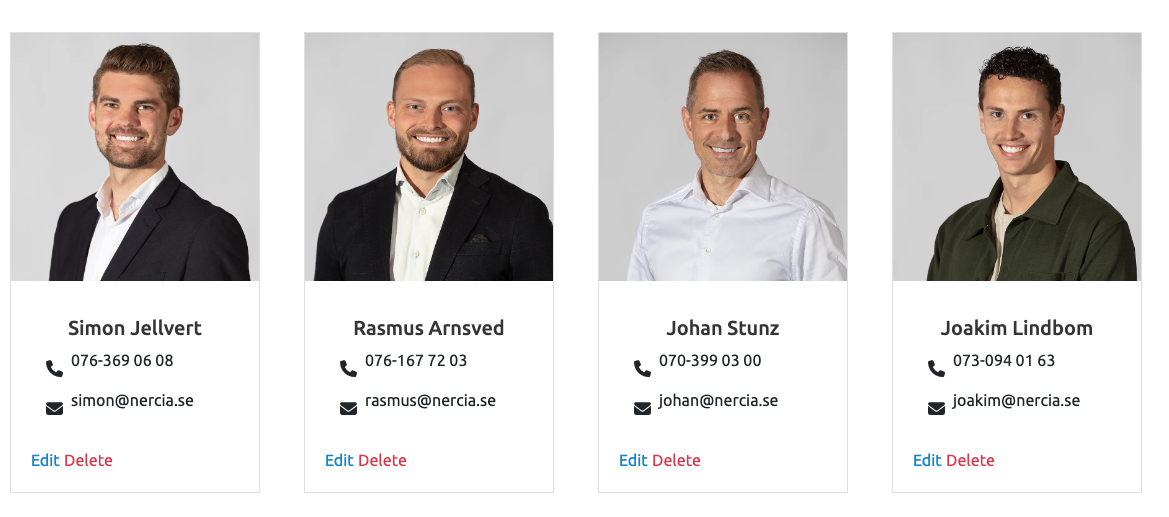 Simon Jellvert
076-369 06 08
simon@nercia.se
Edit Delete
Rasmus Arnsved
076-167 72 03
rasmus@nercia.se
Edit Delete
Johan Stunz
070-399 03 00
johan@nercia.se
Edit Delete
Joakim Lindbom
073-094 01 63
joakim@nercia.se
Edit Delete